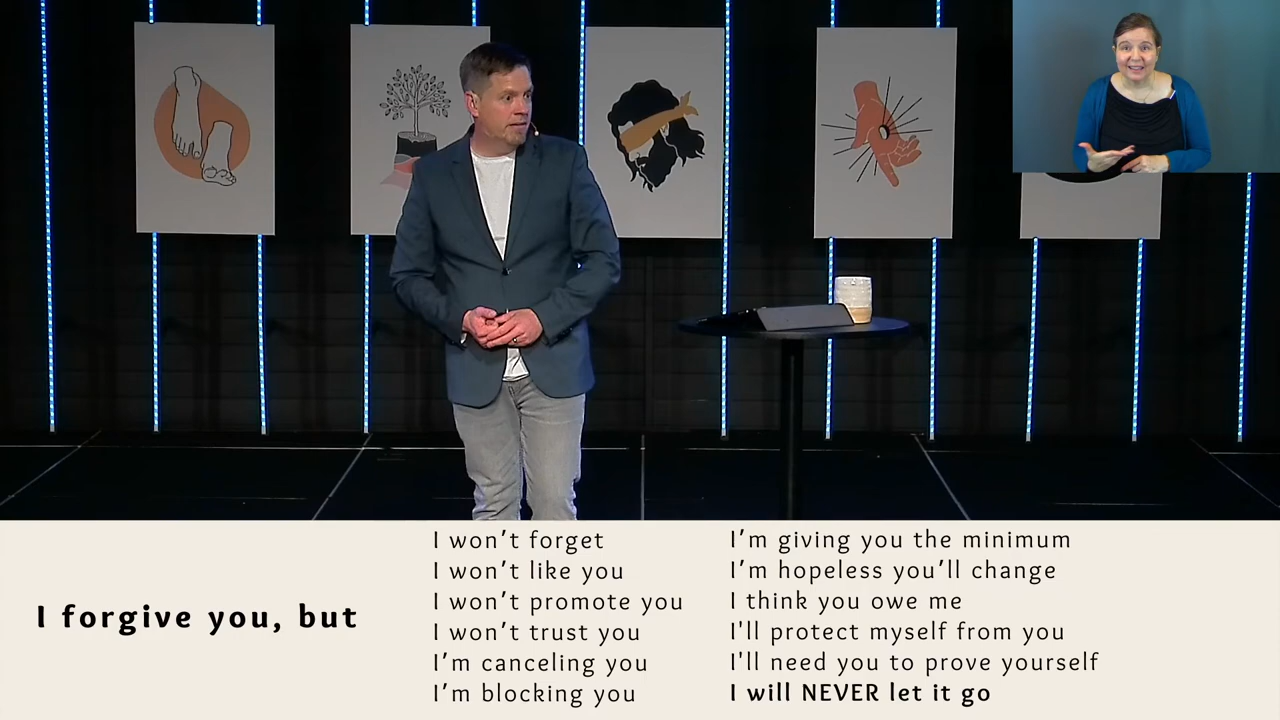 I forgive you, but
I won't forget
I won't like you
I won't promote you
I won't trust you
I'm canceling you
I'm blocking you
I'm giving you the minimum
I'm hopeless you'll change
I think you owe me
I'll protect myself from you
I'll need you to prove yourself
I will NEVER let it go